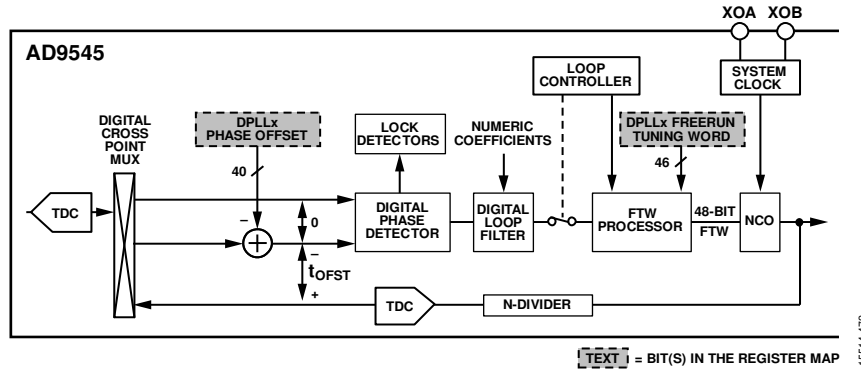 XOA XOB
AD9545
LOOP
CONTROLLER
SYSTEM
CLOCK
DIGITAL
CROSS
POINT
MUX
DPLLx
PHASE OFFSET
LOCK
DETECTORS
NUMERIC
COEFFICIENTS
DPLLx FREERUN
TUNING WORD
40
46
TDC
–
0
DIGITAL
PHASE
DETECTOR
DIGITAL
LOOP
FILTER
FTW
PROCESSOR
48-BIT
FTW
NCO
+
–
tOFST
+
TDC
N-DIVIDER
TEXT = BIT(S) IN THE REGISTER MAP